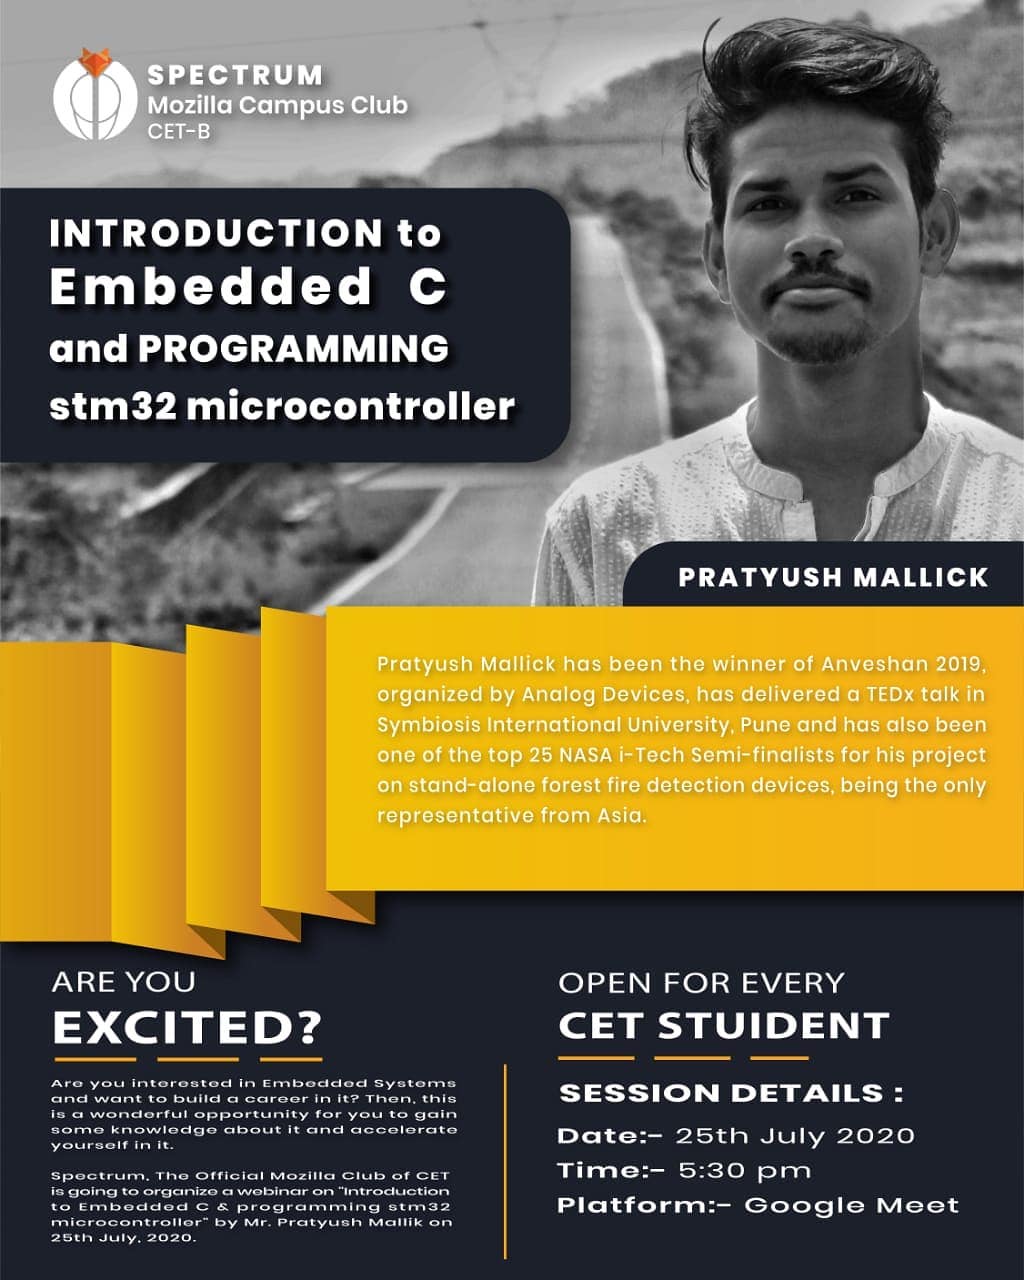 SPECTRUM
Mozilla Campus Club
CET-B
INTRODUCTION to
Embedded C
and PROGRAMMING
stm32 microcontroller
PRATYUSH MALLICK
Pratyush Mallick has been the winner of Anveshan 2019,
organized by Analog Devices, has delivered a TEDx talk in
Symbiosis International University, Pune and has also been
one of the top 25 NASA i-Tech Semi-finalists for his project
on stand-alone forest fire detection devices, being the only
representative from Asia.
ARE YOU
EXCITED?
Are you interested in Embedded Systems
and want to build a career in it? Then, this
is a wonderful opportunity for you to gain
some knowledge about it and accelerate
yourself in it.
Spectrum, The Official Mozilla Club of CET
is going to organize a webinar on "Introduction
to Embedded C & programming stm32
microcontroller" by Mr. Pratyush Mallik on
25th July, 2020.
OPEN FOR EVERY
CET STUIDENT
SESSION DETAILS :
Date:- 25th July 2020
Time:- 5:30 pm
Platform:- Google Meet